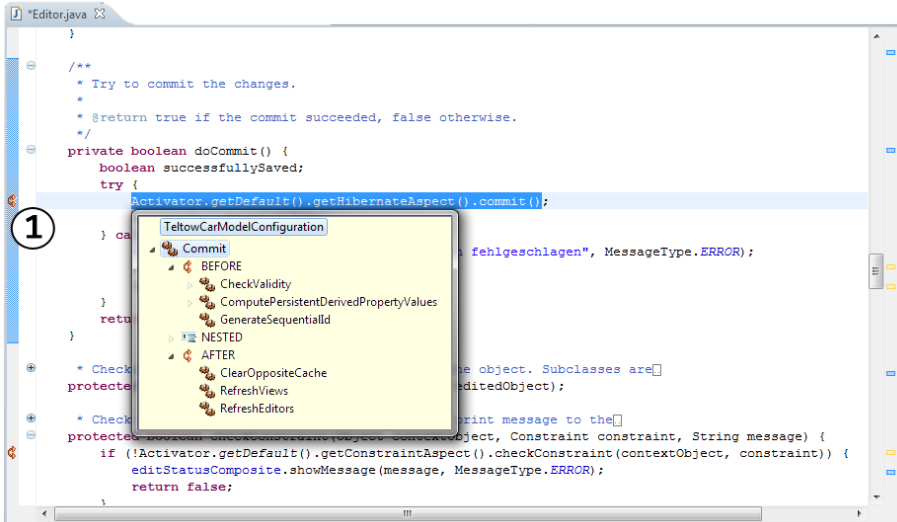 *Editor.java
}
/**
* Try to commit the changes.
*
* @return true if the commit succeeded, false otherwise.
*/
private boolean doCommit() {
boolean successfullySaved;
try {
Activator.getDefault().getHibernateAspect().commit();
1
TeltowCarModelConfiguration
} ca
Commit
fehlgeschlagen", MessageType.ERROR);
BEFORE
CheckValidity
}
ComputePersistentDerivedPropertyValues
retu
GenerateSequentialId
}
NESTED
AFTER
* Check
ClearOppositeCache
object. Subclasses are
protecte
RefreshViews
editedObject);
RefreshEditors
* Check
print message to the
protected boolean checkConstraint(Object contextObject, Constraint constraint, String message) {
if (!Activator.getDefault().getConstraintAspect().checkConstraint(contextObject, constraint)) {
editStatusComposite.showMessage(message, MessageType.ERROR);
return false;
}